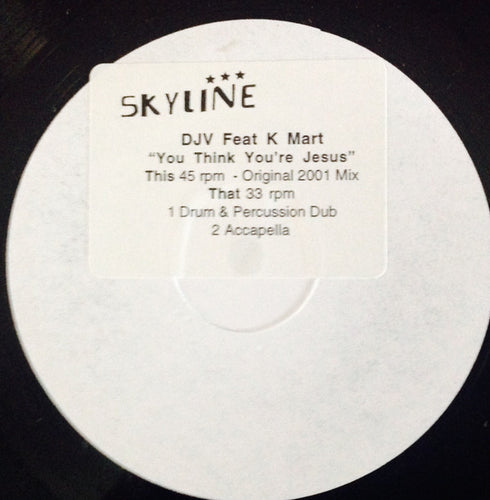 SKYLINE
DJV Feat K Mart
"You Think You're Jesus"
This 45 rpm - Original 2001 Mix
That 33 rpm
1 Drum & Percussion Dub
2 Accapella